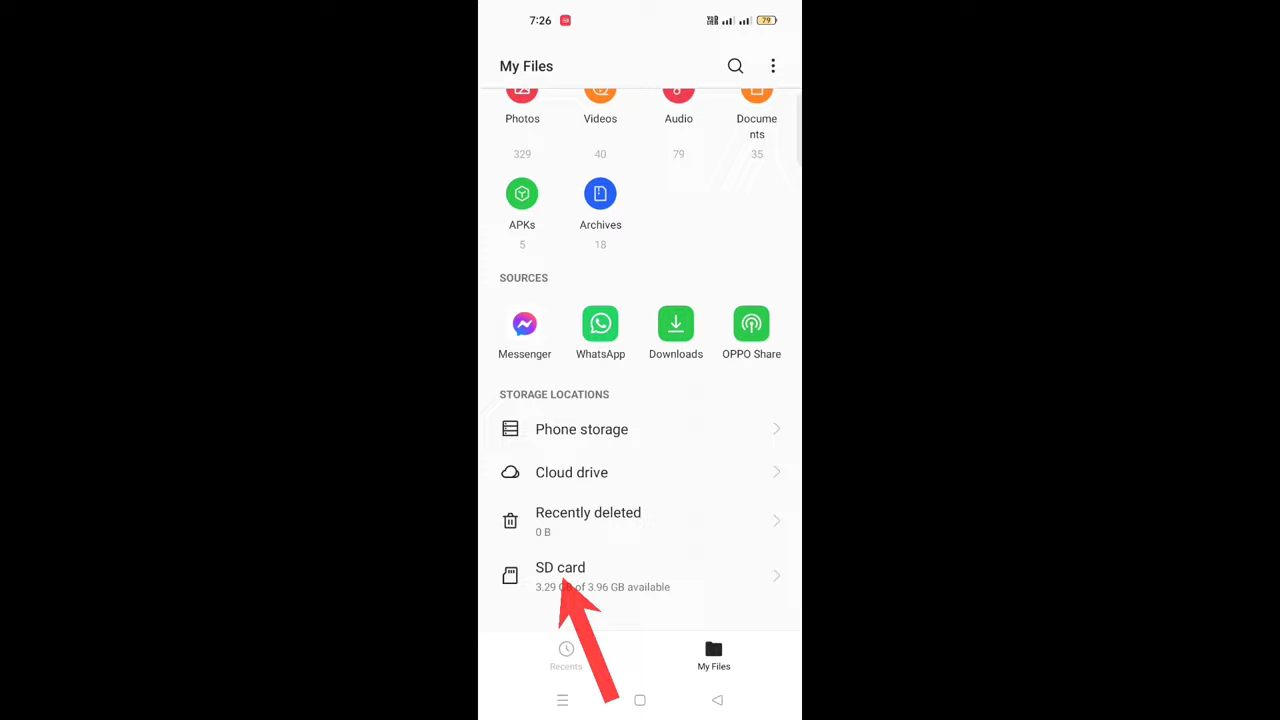 7:26
79
My Files
Photos
Videos
Audio
Docume
nts
329
40
79
35
APKs
Archives
5
18
SOURCES
Messenger
WhatsApp
Downloads
OPPO Share
STORAGE LOCATIONS
Phone storage
Cloud drive
Recently deleted
0 B
SD card
3.29 GB of 3.96 GB available
Recents
My Files